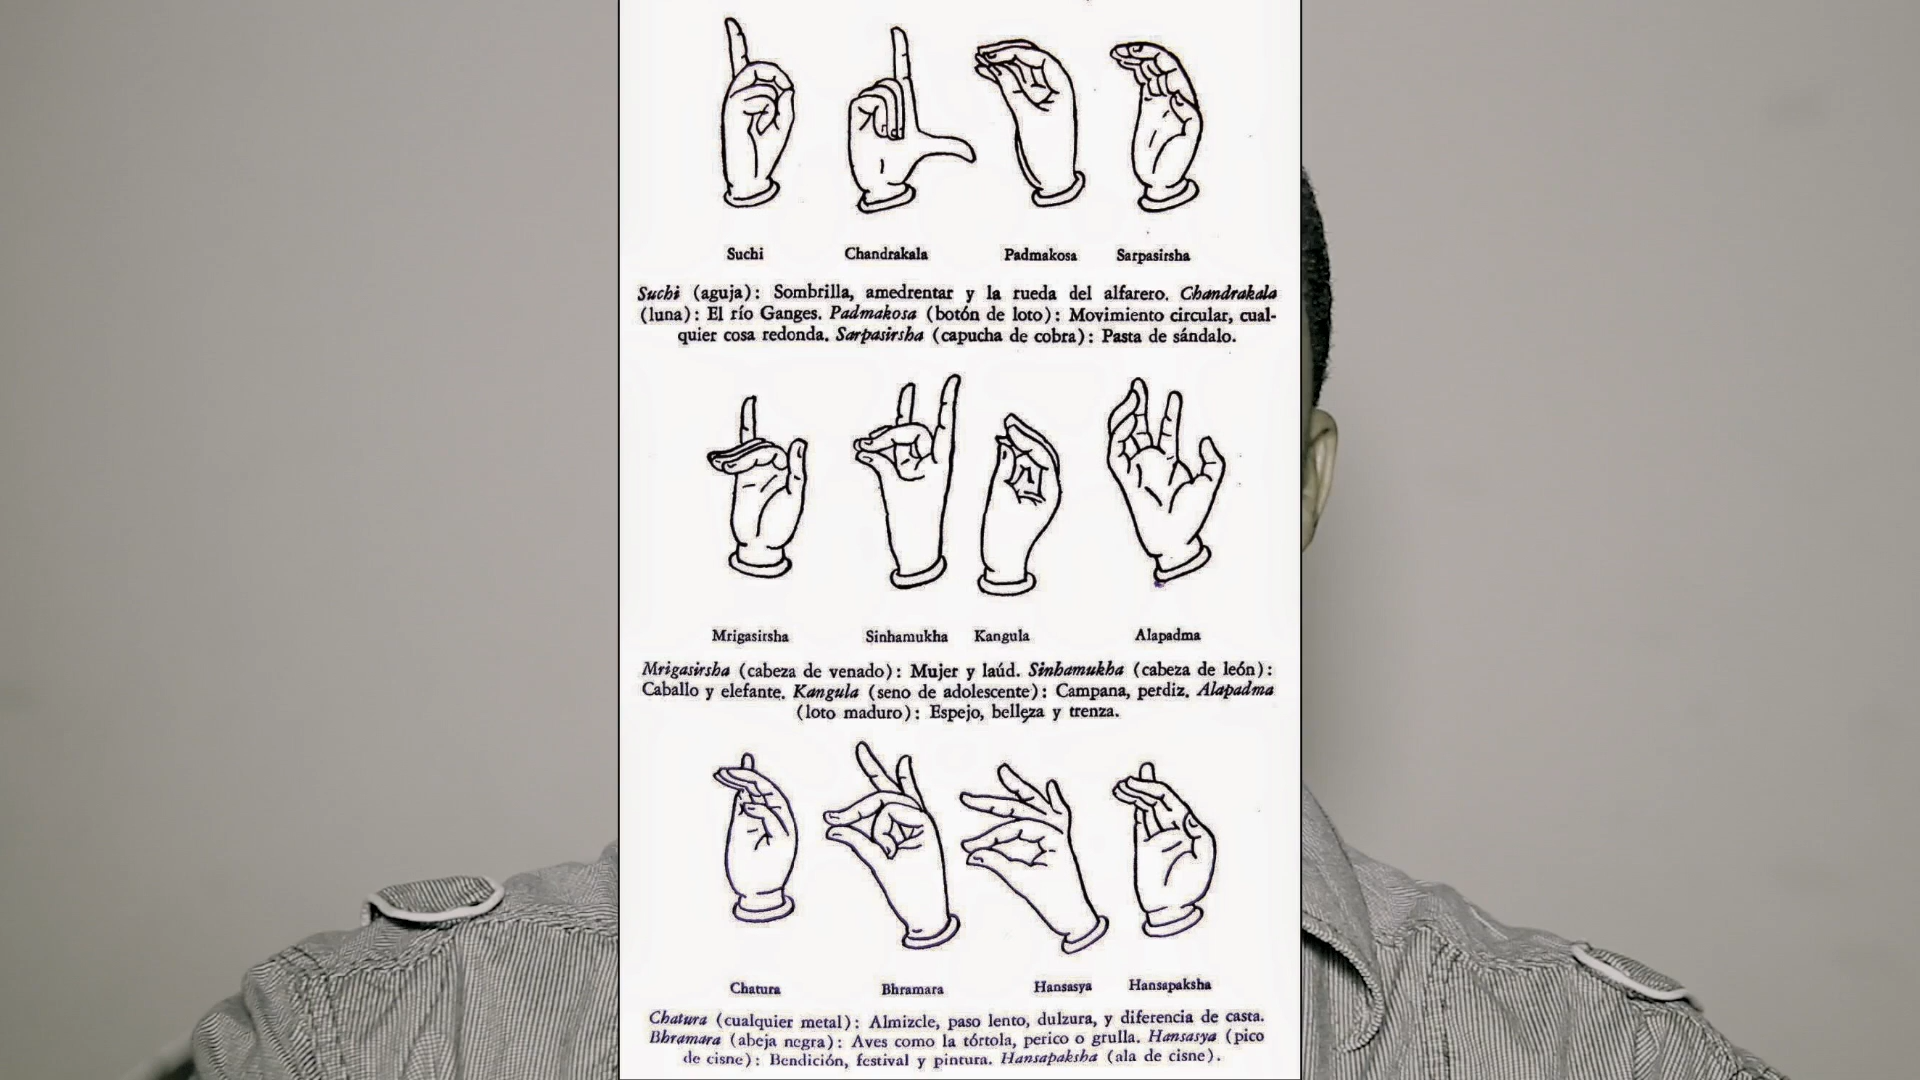 Suchi Chandrakala Padmakosa Sarpasirsha
Suchi (aguja): Sombrilla, amedrentar y la rueda del alfarero. Chandrakala
(luna): El río Ganges. Padmakosa (botón de loto): Movimiento circular, cual-
quier cosa redonda. Sarpasirsha (capucha de cobra): Pasta de sándalo.
Mrigasirsha Sinhamukha Kangula Alapadma
Mrigasirsha (cabeza de venado): Mujer y laúd. Sinhamukha (cabeza de león):
Caballo y elefante. Kangula (seno de adolescente): Campana, perdiz. Alapadma
(loto maduro): Espejo, belleza y trenza.
Chatura Bhramara Hansasya Hansapaksha
Chatura (cualquier metal): Almizcle, paso lento, dulzura, y diferencia de casta.
Bhramara (abeja negra): Aves como la tórtola, perico o grulla. Hansasya (pico
de cisne): Bendición, festival y pintura. Hansapaksha (ala de cisne).